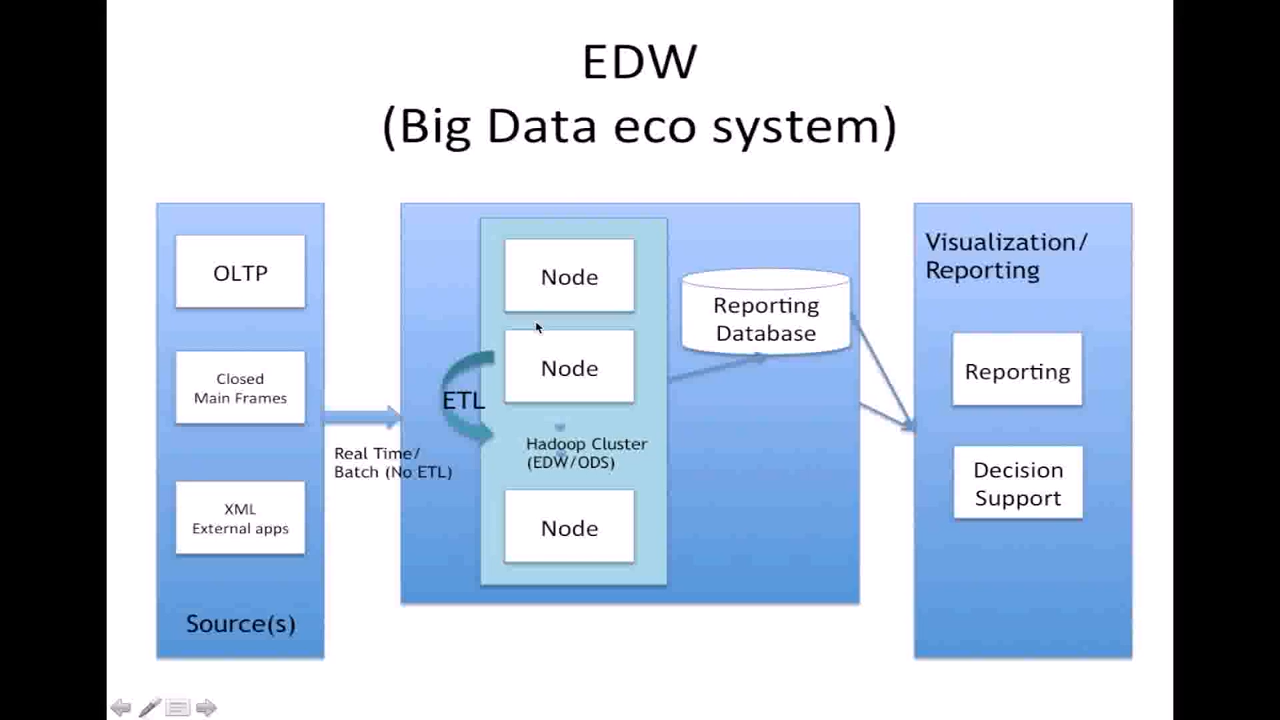 EDW
(Big Data eco system)
OLTP
Closed
Main Frames
XML
External apps
Source(s)
Real Time/
Batch (No ETL)
ETL
Node
Node
Hadoop Cluster
(EDW/ODS)
Node
Reporting
Database
Visualization/
Reporting
Reporting
Decision
Support